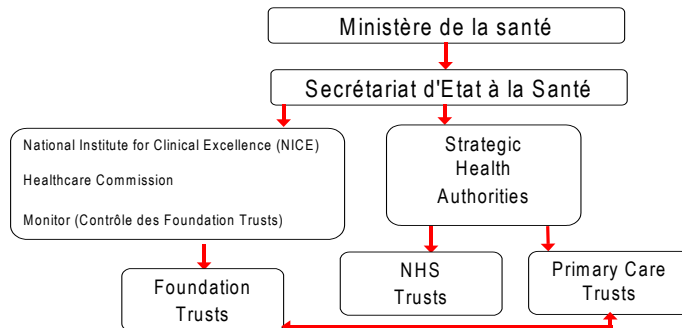 Ministère de la santé
Secrétariat d'Etat à la Santé
National Institute for Clinical Excellence (NICE)
Healthcare Commission
Monitor (Contrôle des Foundation Trusts)
Strategic
Health
Authorities
Foundation
Trusts
NHS
Trusts
Primary Care
Trusts